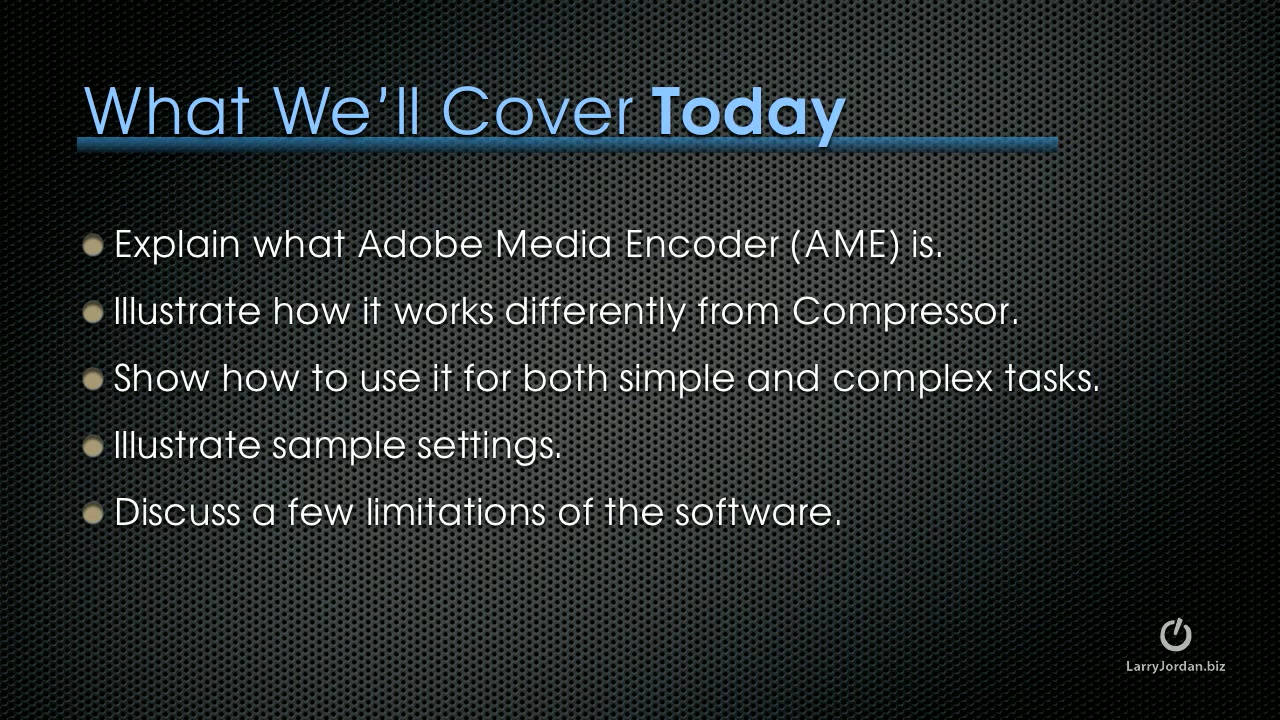 What We’ll Cover Today
Explain what Adobe Media Encoder (AME) is.
Illustrate how it works differently from Compressor.
Show how to use it for both simple and complex tasks.
Illustrate sample settings.
Discuss a few limitations of the software.
LarryJordan.biz